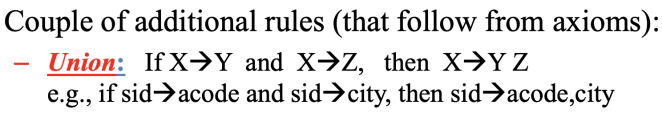 Couple of additional rules (that follow from axioms):
– Union: If X→Y and X→Z, then X→Y Z
e.g., if sid→acode and sid→city, then sid→acode,city